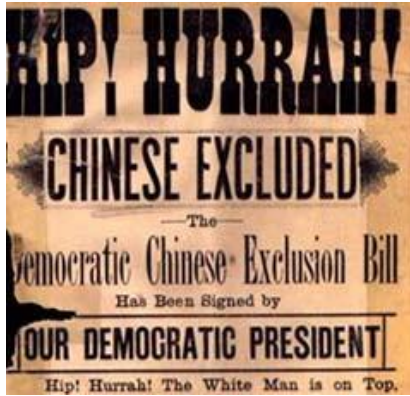 HIP! HURRAH!
CHINESE EXCLUDED
The
Democratic Chinese Exclusion Bill
Has Been Signed by
OUR DEMOCRATIC PRESIDENT
Hip! Hurrah! The White Man is on Top,